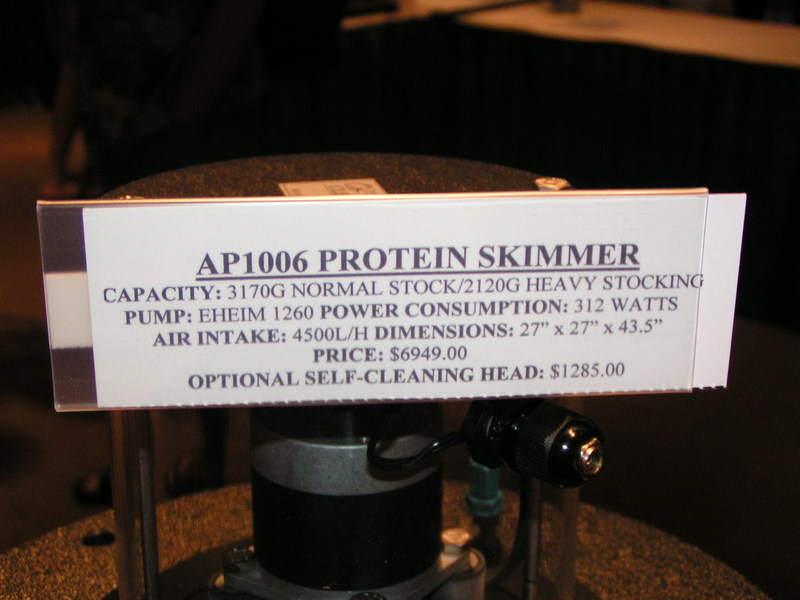 AP1006 PROTEIN SKIMMER
CAPACITY: 3170G NORMAL STOCK/2120G HEAVY STOCKING
PUMP: EHEIM 1260 POWER CONSUMPTION: 312 WATTS
AIR INTAKE: 4500L/H DIMENSIONS: 27” x 27” x 43.5”
PRICE: $6949.00
OPTIONAL SELF-CLEANING HEAD: $1285.00